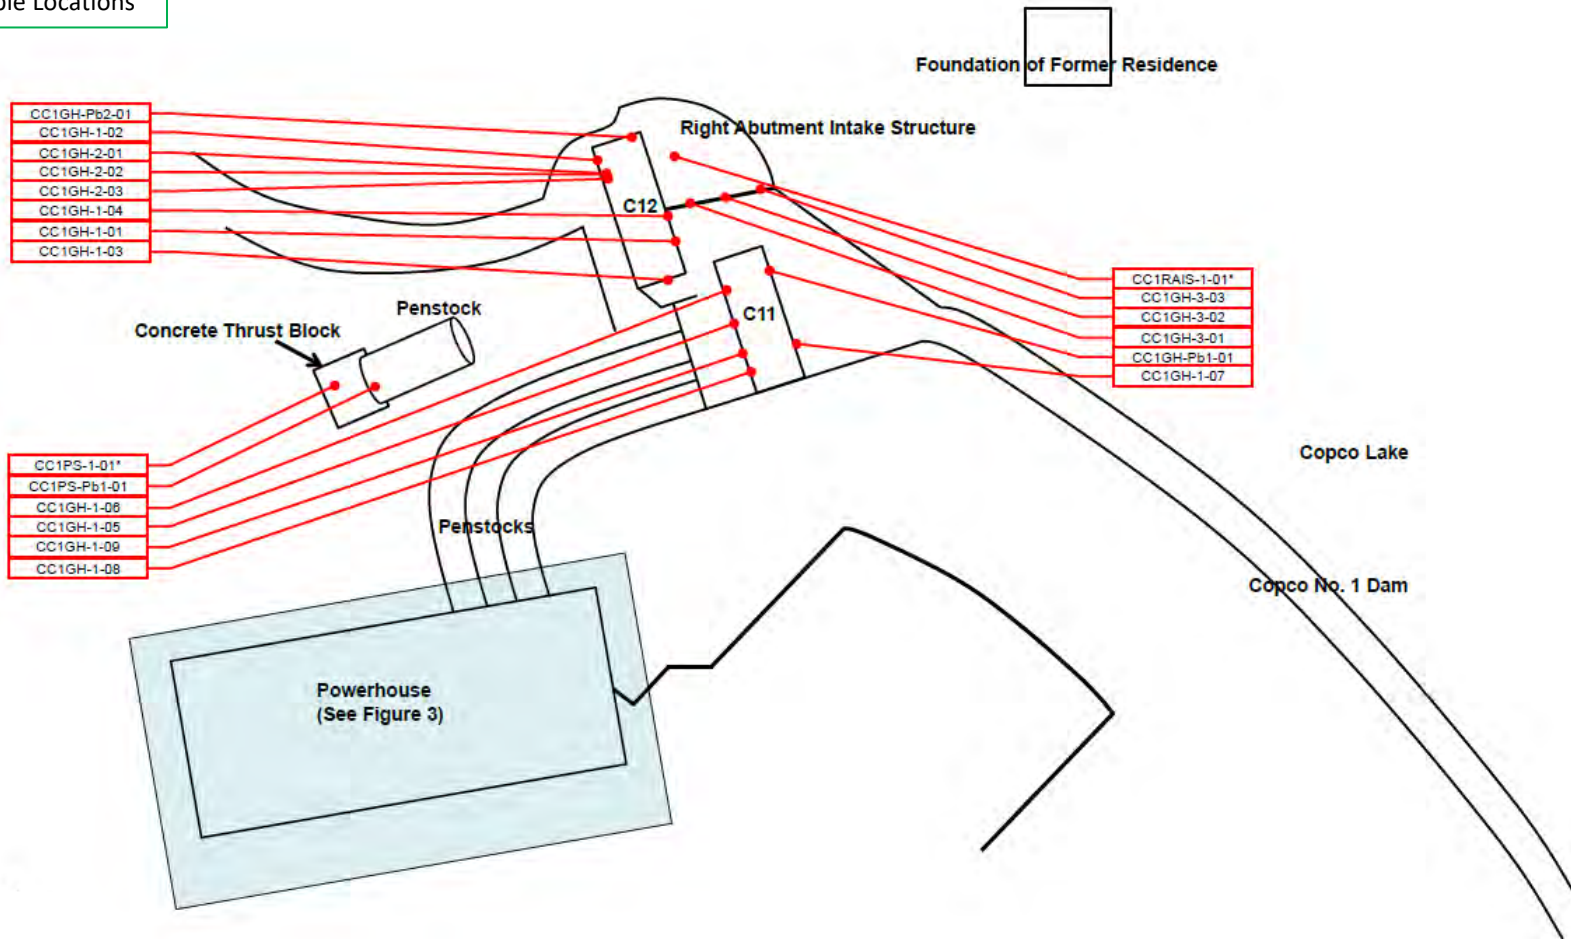 Locations
Foundation of Former Residence
CC1GH-Pb2-01
CC1GH-1-02
CC1GH-2-01
CC1GH-2-02
CC1GH-2-03
CC1GH-1-04
CC1GH-1-01
CC1GH-1-03
Right Abutment Intake Structure
C12
CC1RAIS-1-01*
CC1GH-3-03
CC1GH-3-02
CC1GH-3-01
CC1GH-Pb1-01
CC1GH-1-07
C11
Penstock
Concrete Thrust Block
CC1PS-1-01*
CC1PS-Pb1-01
CC1GH-1-06
CC1GH-1-05
CC1GH-1-09
CC1GH-1-08
Copco Lake
Penstocks
Copco No. 1 Dam
Powerhouse
(See Figure 3)